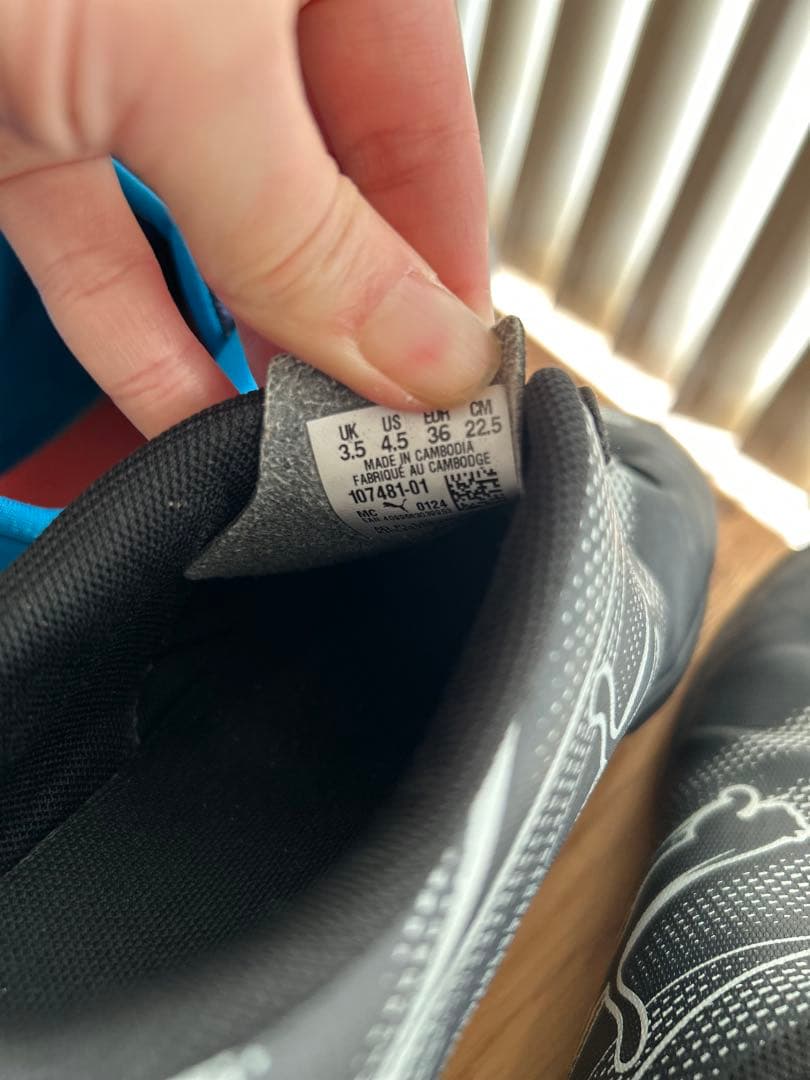 UK US EUR CM
3.5 4.5 36 22.5
MADE IN CAMBODIA
FABRIQUÉ AU CAMBODGE
107481-01
MC 0124